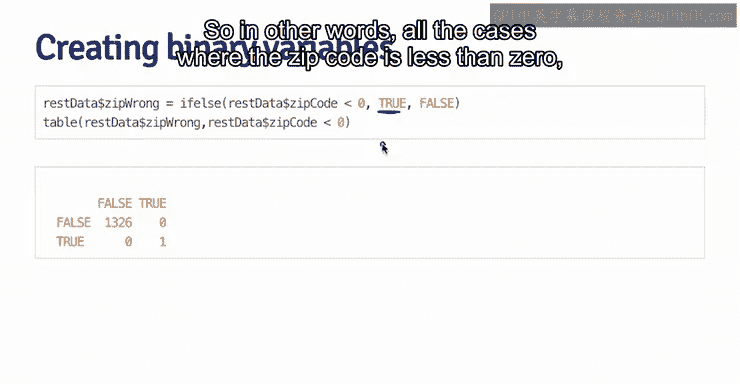 So in other words, all the cases
where the zip code is less than zero,
Creating binary variables
restData$zipWrong = ifelse(restData$zipCode < 0, TRUE, FALSE)
table(restData$zipWrong,restData$zipCode < 0)
FALSE TRUE
FALSE 1326 0
TRUE 0 1